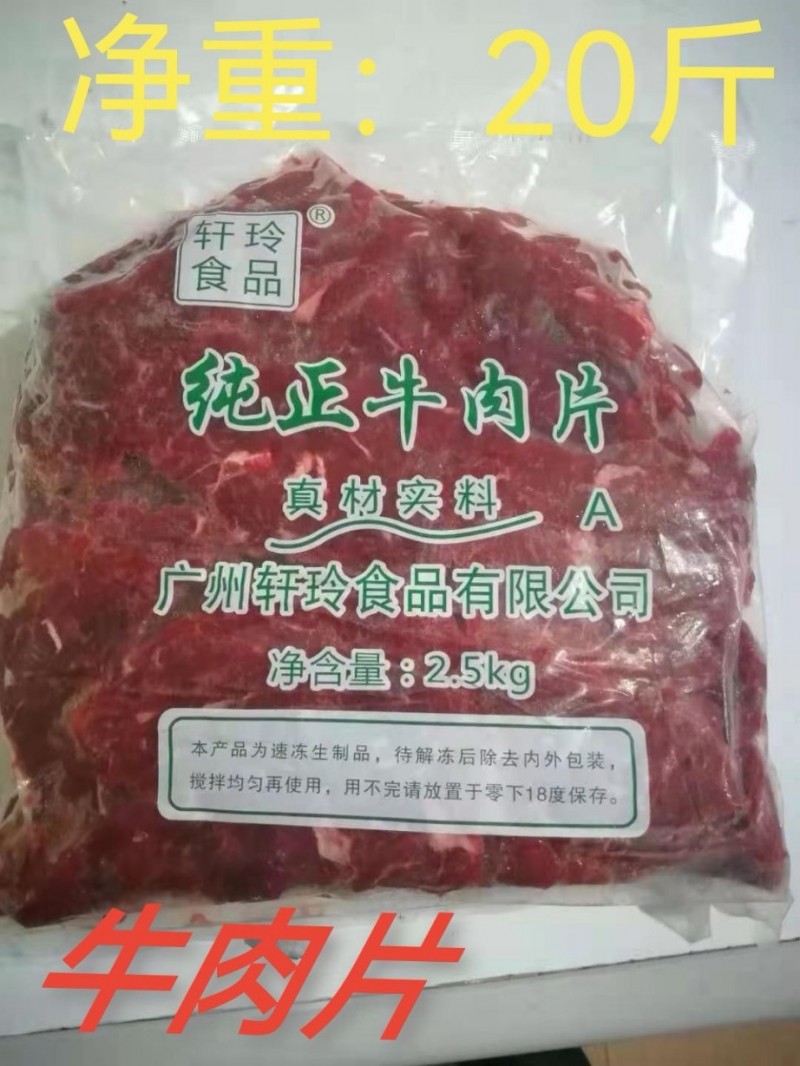 净重：20斤
轩玲
食品
®
纯正牛肉片
真材实料
A
广州轩玲食品有限公司
净含量：2.5kg
本产品为速冻生制品，待解冻后除去内外包装，
搅拌均匀再使用，用不完请放置于零下18度保存。
牛肉片